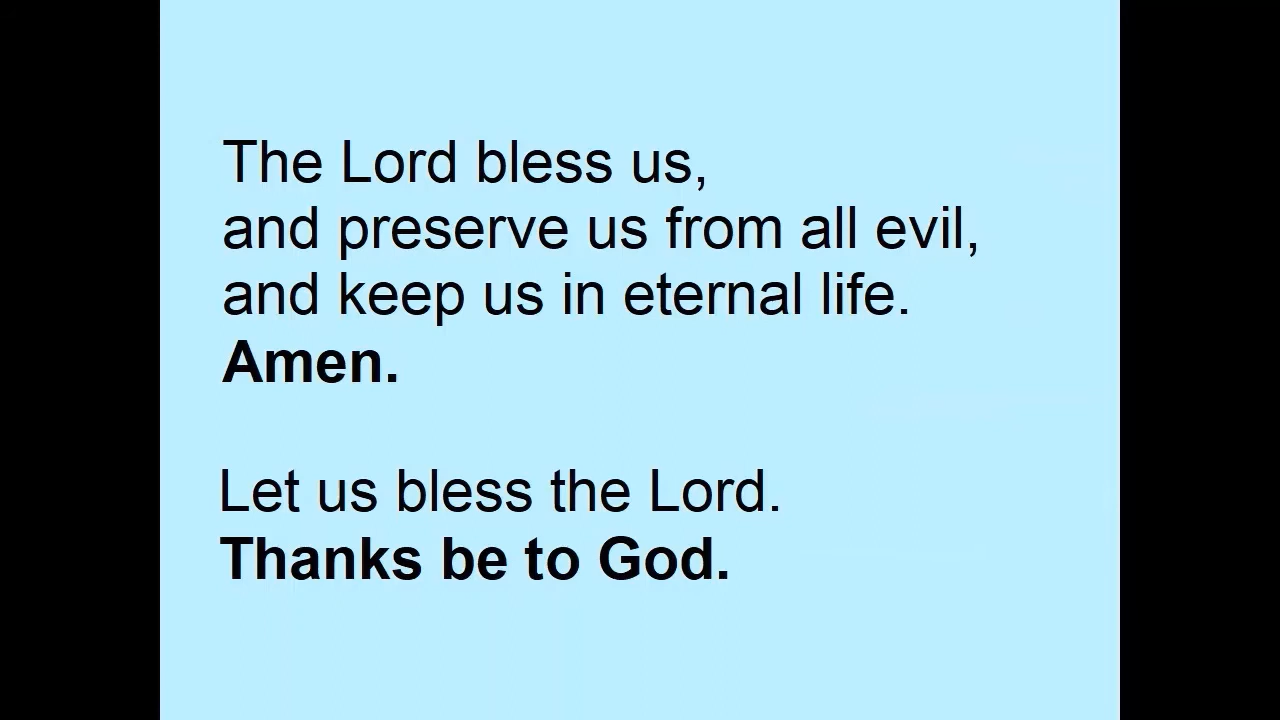 The Lord bless us,
and preserve us from all evil,
and keep us in eternal life.
Amen.
Let us bless the Lord.
Thanks be to God.